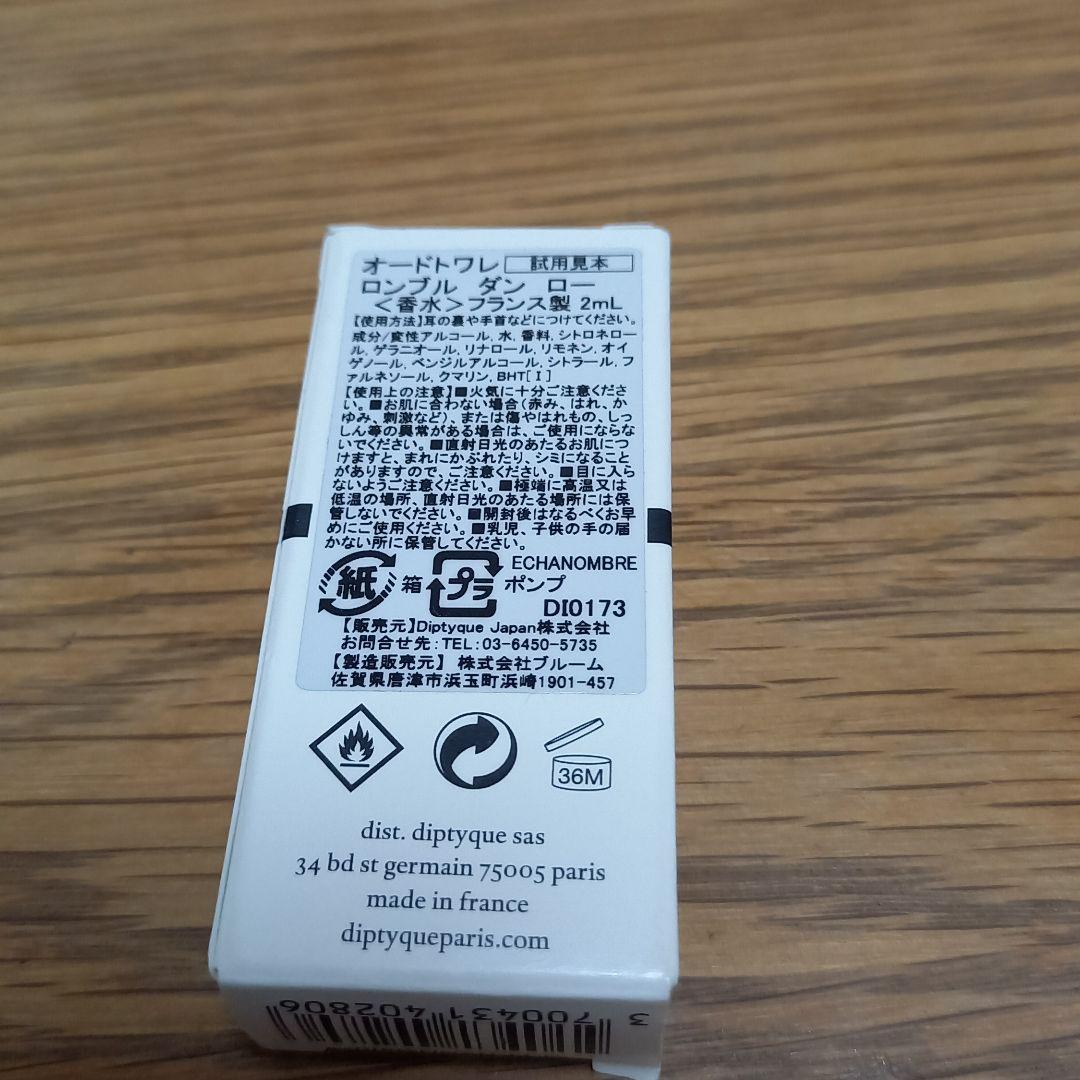 オードトワレ 試用見本
ロンブル ダン ロー
＜香水＞フランス製 2mL
【使用方法】耳の裏や手首などにつけてください。
成分/変性アルコール, 水, 香料, シトロネロー
ル, ゲラニオール, リナロール, リモネン, オイ
ゲノール, ベンジルアルコール, シトラール, フ
ァルネソール, クマリン, BHT[Ⅰ]
【使用上の注意】■火気に十分ご注意くださ
い。■お肌に合わない場合(赤み、はれ、か
ゆみ、刺激など)、または傷やはれもの、しっ
しん等の異常がある場合は、ご使用にならな
いでください。■直射日光のあたるお肌につ
けますと、まれにかぶれたり、シミになること
がありますので、ご注意ください。■目に入ら
ないようご注意ください。■極端に高温又は
低温の場所、直射日光のあたる場所には保
管しないでください。■開封後はなるべくお早
めにご使用ください。■乳児、子供の手の届
かない所に保管してください。
ECHANOMBRE
紙 箱 プラ ポンプ
DI0173
【販売元】Diptyque Japan株式会社
お問合せ先：TEL：03-6450-5735
【製造販売元】 株式会社ブルーム
佐賀県唐津市浜玉町浜崎1901-457
36M
dist. diptyque sas
34 bd st germain 75005 paris
made in france
diptyqueparis.com
3 700431 402806